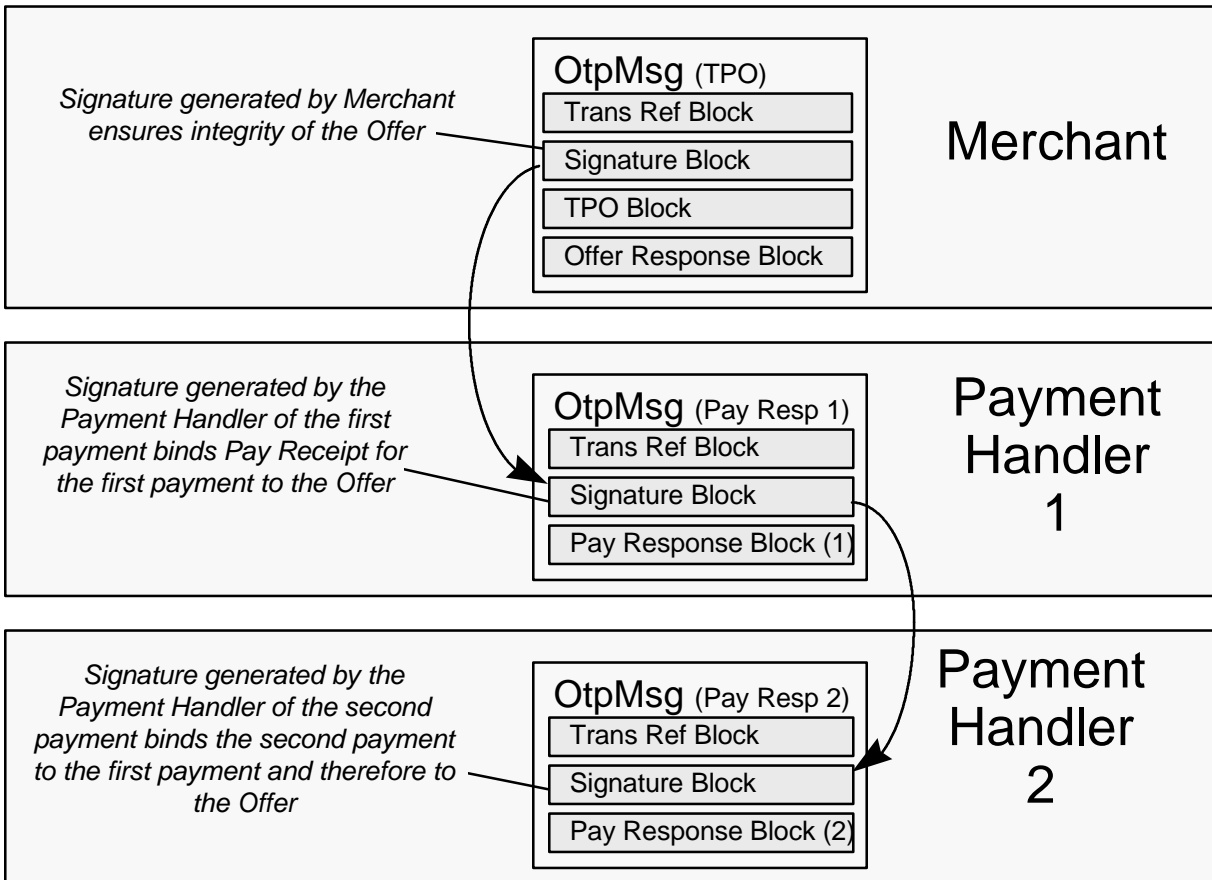 Signature generated by Merchant
ensures integrity of the Offer
OtpMsg (TPO)
Trans Ref Block
Signature Block
TPO Block
Offer Response Block
Merchant
Signature generated by the
Payment Handler of the first
payment binds Pay Receipt for
the first payment to the Offer
OtpMsg (Pay Resp 1)
Trans Ref Block
Signature Block
Pay Response Block (1)
Payment
Handler
1
Signature generated by the
Payment Handler of the second
payment binds the second payment
to the first payment and therefore to
the Offer
OtpMsg (Pay Resp 2)
Trans Ref Block
Signature Block
Pay Response Block (2)
Payment
Handler
2